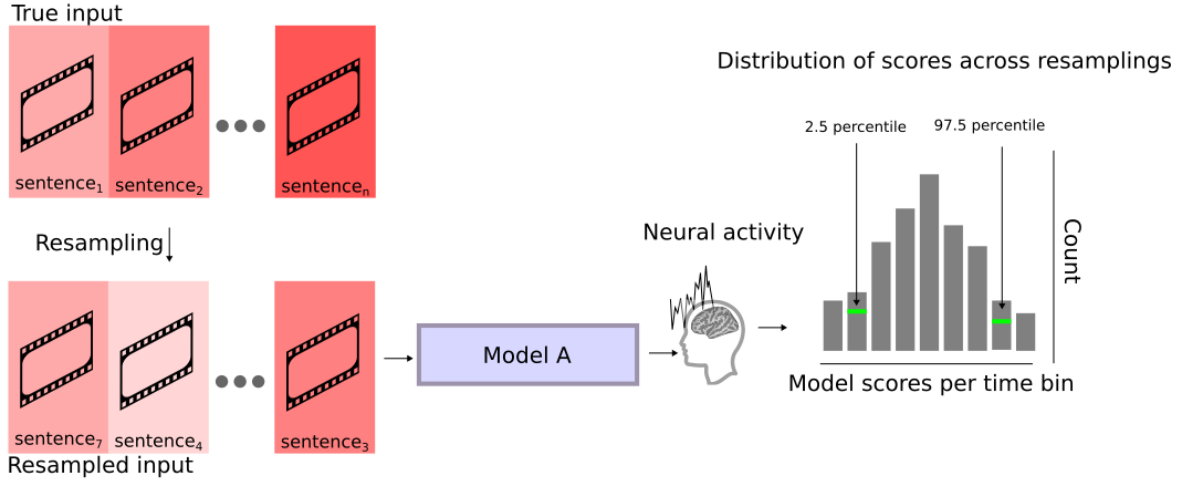 True input
sentence₁
sentence₂
sentenceₙ
Resampling
sentence₇
sentence₄
sentence₃
Resampled input
Model A
Neural activity
Distribution of scores across resamplings
2.5 percentile
97.5 percentile
Count
Model scores per time bin